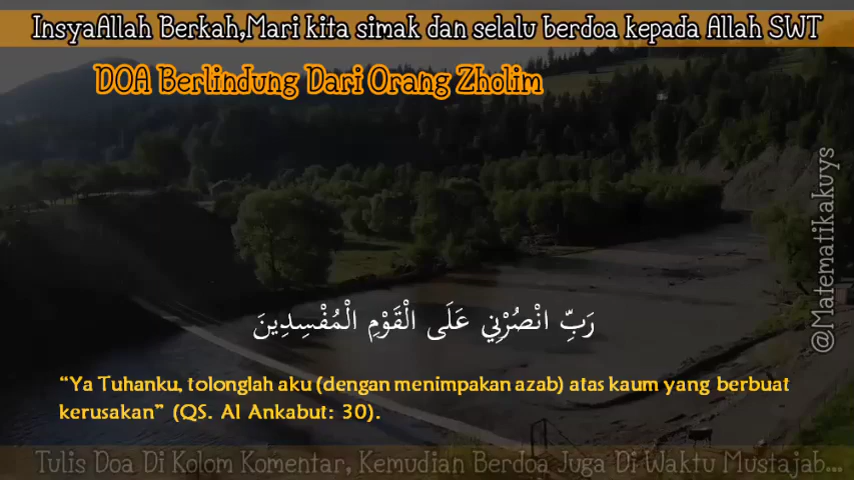 InsyaAllah Berkah,Mari kita simak dan selalu berdoa kepada Allah SWT
DOA Berlindung Dari Orang Zholim
@Matematikakuys
رَبِّ انْصُرْنِي عَلَى الْقَوْمِ الْمُفْسِدِينَ
“Ya Tuhanku, tolonglah aku (dengan menimpakan azab) atas kaum yang berbuat
kerusakan” (QS. Al Ankabut: 30).
Tulis Doa Di Kolom Komentar, Kemudian Berdoa Juga Di Waktu Mustajab...